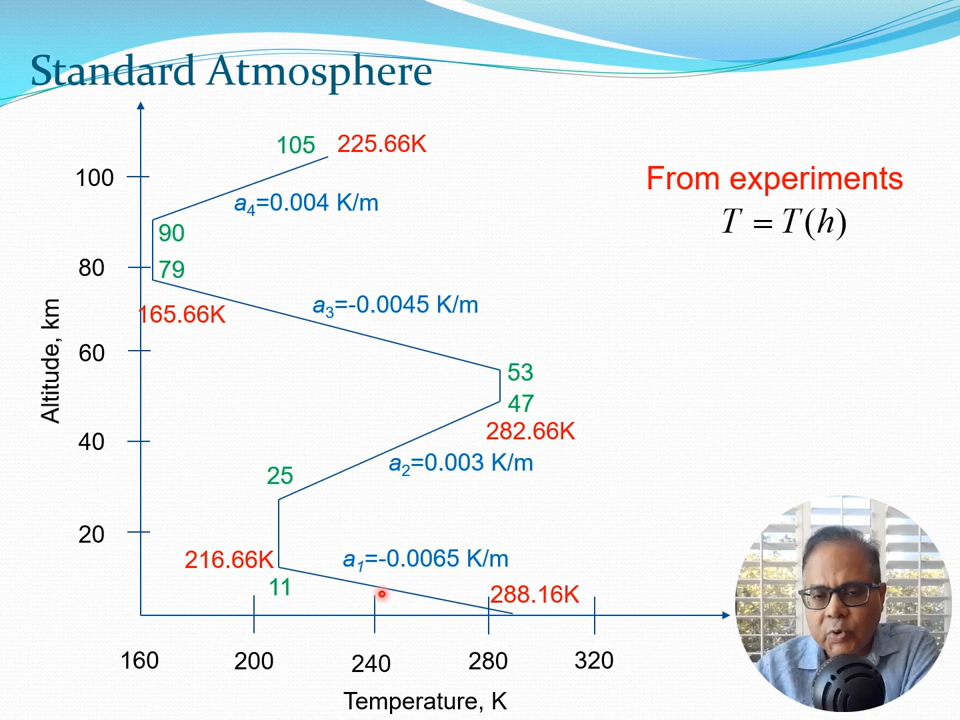 Standard Atmosphere
105
225.66K
100
From experiments
a4=0.004 K/m
T = T(h)
90
80
79
a3=-0.0045 K/m
165.66K
60
53
47
282.66K
40
a2=0.003 K/m
25
20
216.66K
a1=-0.0065 K/m
11
288.16K
Altitude, km
160
200
240
280
320
Temperature, K